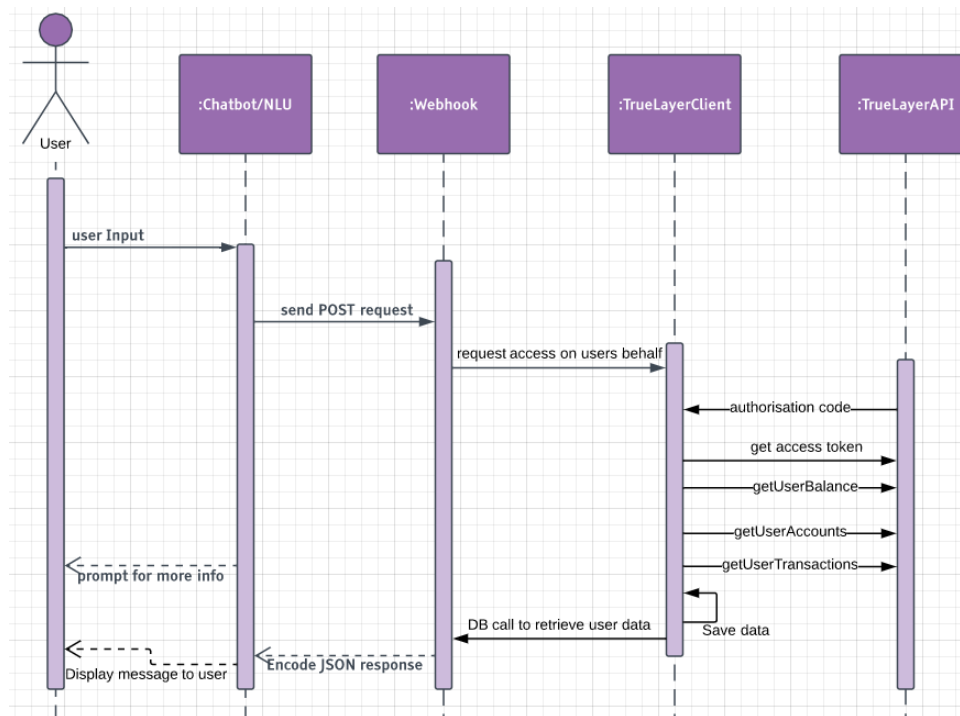 :Chatbot/NLU
:Webhook
:TrueLayerClient
:TrueLayerAPI
User
user Input
send POST request
request access on users behalf
authorisation code
get access token
getUserBalance
getUserAccounts
getUserTransactions
prompt for more info
DB call to retrieve user data
Save data
Encode JSON response
Display message to user